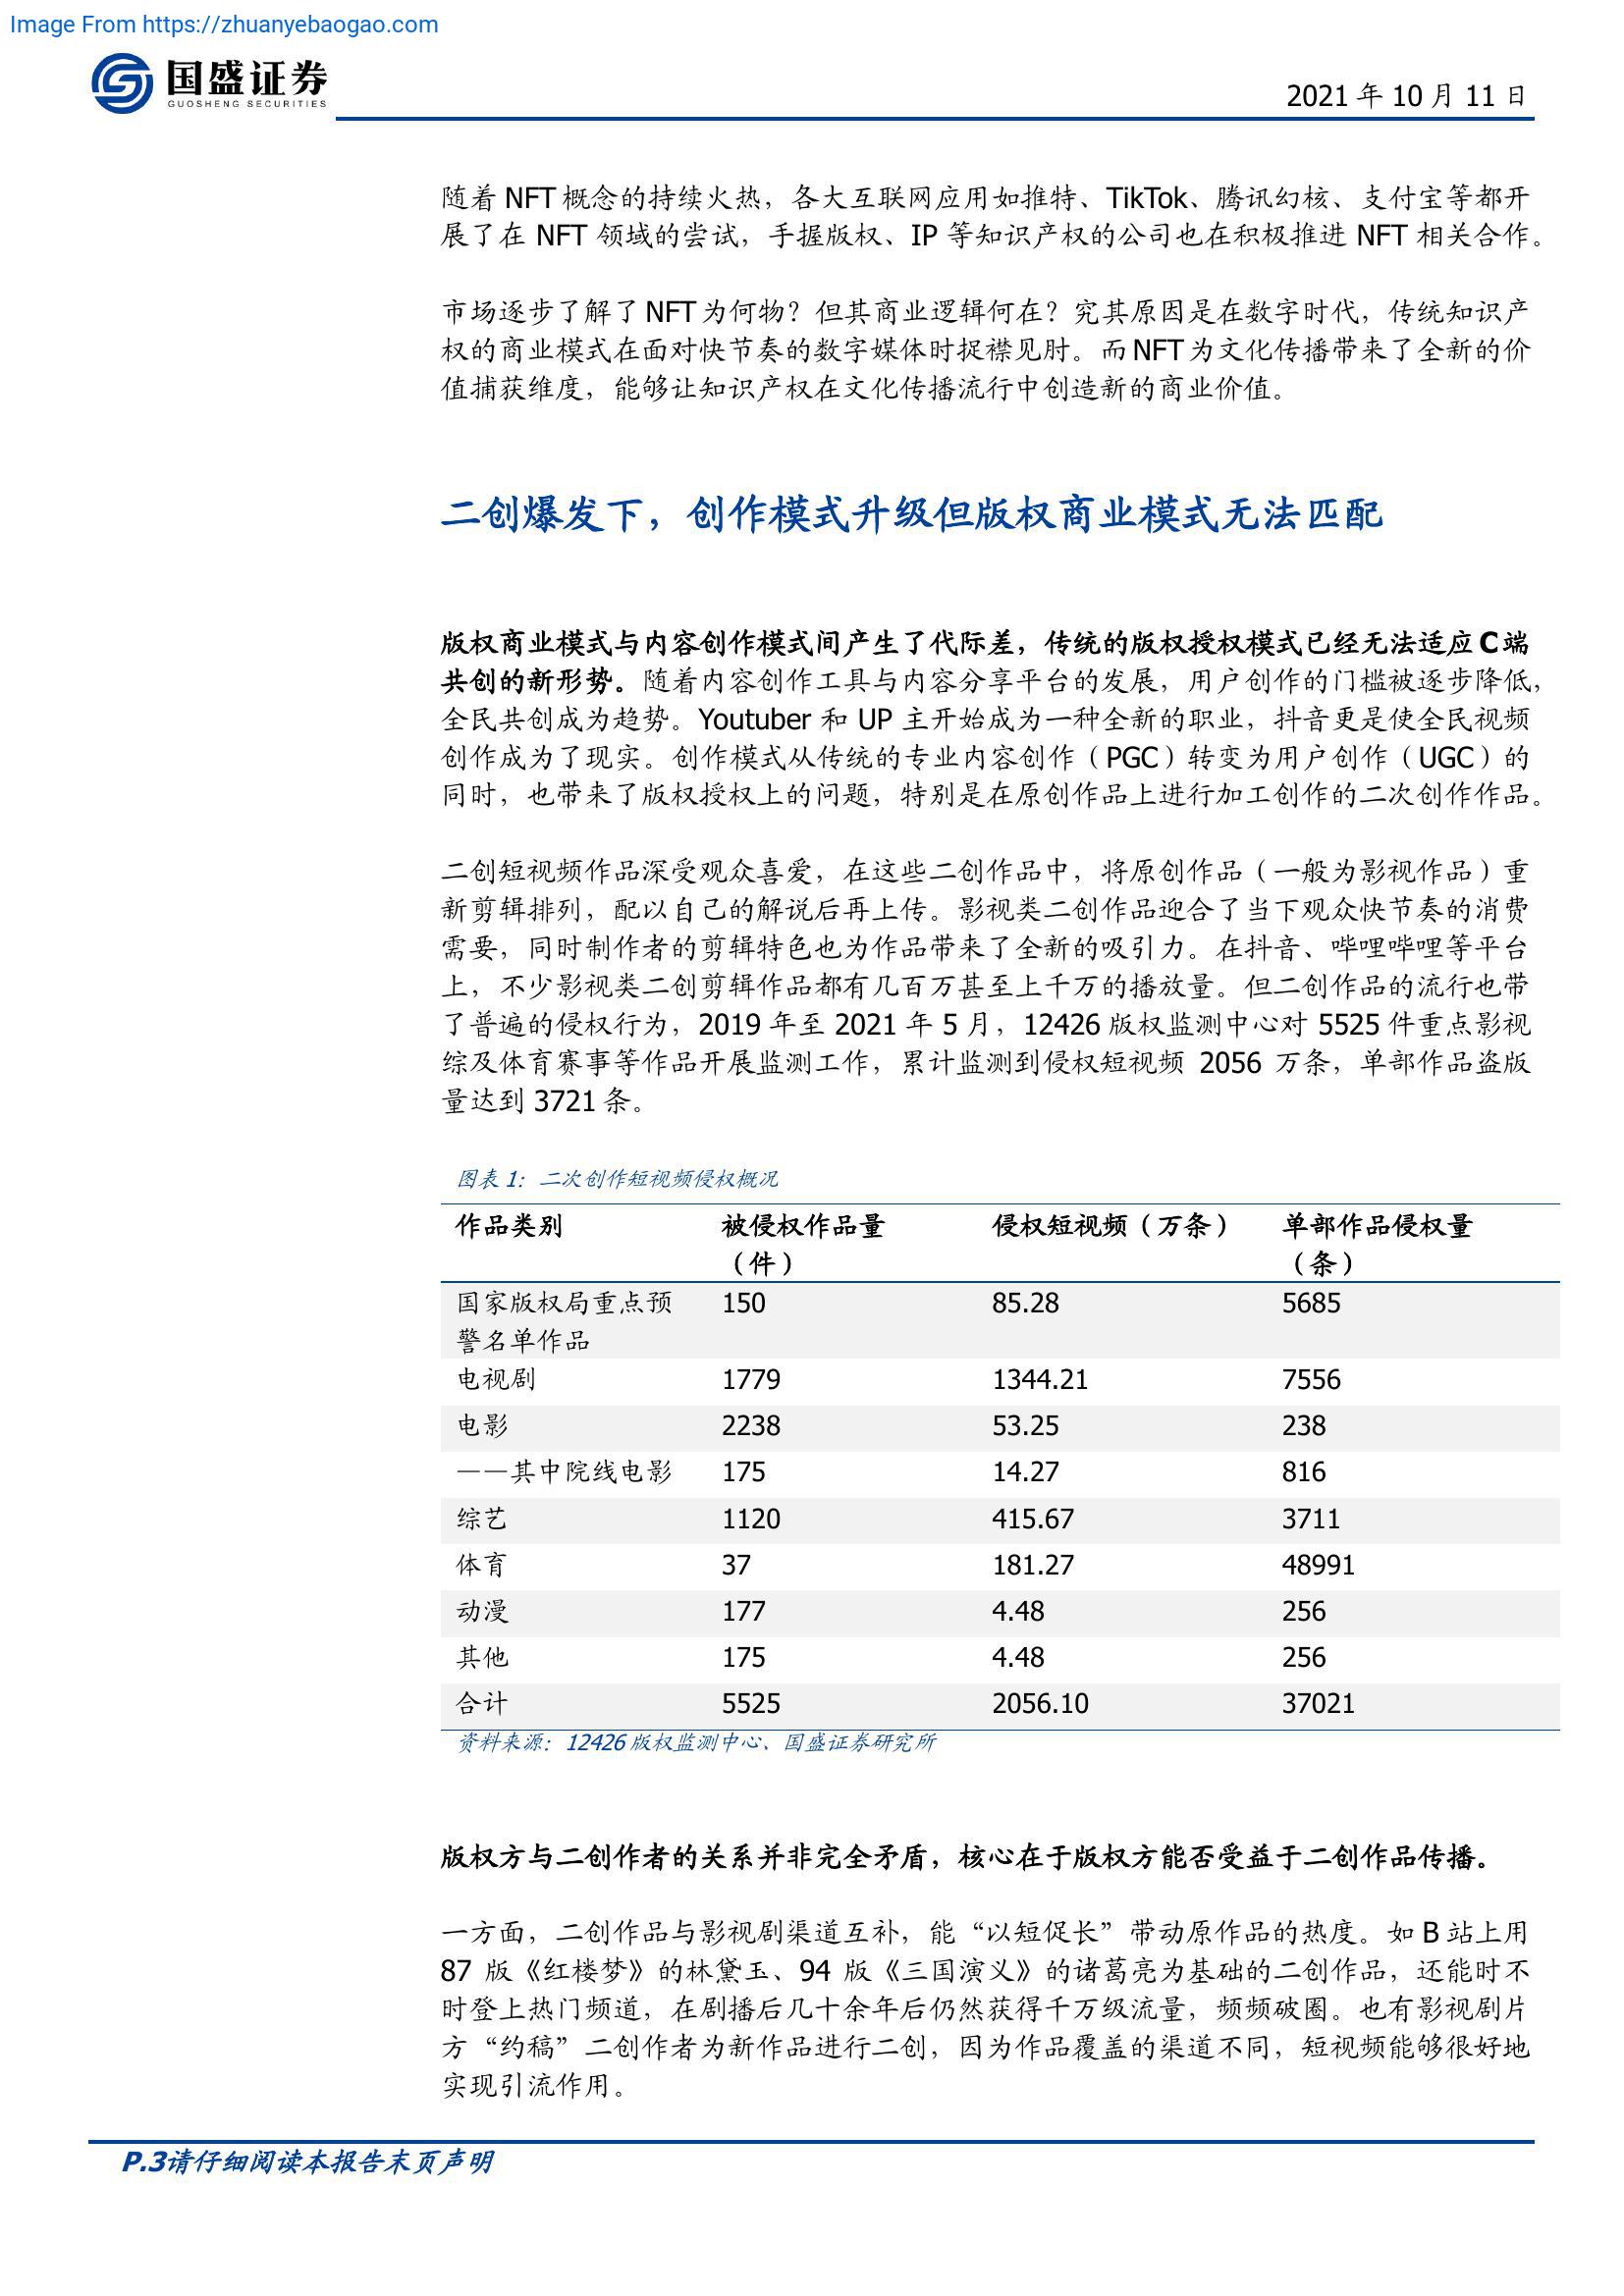 Image From https://zhuanyebaogao.com
国盛证券
GUOSHENG SECURITIES
2021 年 10 月 11 日
随着 NFT 概念的持续火热，各大互联网应用如推特、TikTok、腾讯幻核、支付宝等都开
展了在 NFT 领域的尝试，手握版权、IP 等知识产权的公司也在积极推进 NFT 相关合作。
市场逐步了解了 NFT 为何物？但其商业逻辑何在？究其原因是在数字时代，传统知识产
权的商业模式在面对快节奏的数字媒体时捉襟见肘。而 NFT 为文化传播带来了全新的价
值捕获维度，能够让知识产权在文化传播流行中创造新的商业价值。
二创爆发下，创作模式升级但版权商业模式无法匹配
版权商业模式与内容创作模式间产生了代际差，传统的版权授权模式已经无法适应 C 端
共创的新形势。随着内容创作工具与内容分享平台的发展，用户创作的门槛被逐步降低，
全民共创成为趋势。Youtuber 和 UP 主开始成为一种全新的职业，抖音更是使全民视频
创作成为了现实。创作模式从传统的专业内容创作（PGC）转变为用户创作（UGC）的
同时，也带来了版权授权上的问题，特别是在原创作品上进行加工创作的二次创作作品。
二创短视频作品深受观众喜爱，在这些二创作品中，将原创作品（一般为影视作品）重
新剪辑排列，配以自己的解说后再上传。影视类二创作品迎合了当下观众快节奏的消费
需要，同时制作者的剪辑特色也为作品带来了全新的吸引力。在抖音、哔哩哔哩等平台
上，不少影视类二创剪辑作品都有几百万甚至上千万的播放量。但二创作品的流行也带
了普遍的侵权行为，2019 年至 2021 年 5 月，12426 版权监测中心对 5525 件重点影视
综及体育赛事等作品开展监测工作，累计监测到侵权短视频 2056 万条，单部作品盗版
量达到 3721 条。
图表 1：二次创作短视频侵权概况
作品类别 被侵权作品量 侵权短视频（万条） 单部作品侵权量
（件） （条）
国家版权局重点预 150 85.28 5685
警名单作品
电视剧 1779 1344.21 7556
电影 2238 53.25 238
——其中院线电影 175 14.27 816
综艺 1120 415.67 3711
体育 37 181.27 48991
动漫 177 4.48 256
其他 175 4.48 256
合计 5525 2056.10 37021
资料来源：12426 版权监测中心、国盛证券研究所
版权方与二创作者的关系并非完全矛盾，核心在于版权方能否受益于二创作品传播。
一方面，二创作品与影视剧渠道互补，能“以短促长”带动原作品的热度。如 B 站上用
87 版《红楼梦》的林黛玉、94 版《三国演义》的诸葛亮为基础的二创作品，还能时不
时登上热门频道，在剧播后几十余年后仍然获得千万级流量，频频破圈。也有影视剧片
方“约稿”二创作者为新作品进行二创，因为作品覆盖的渠道不同，短视频能够很好地
实现引流作用。
P.3请仔细阅读本报告末页声明